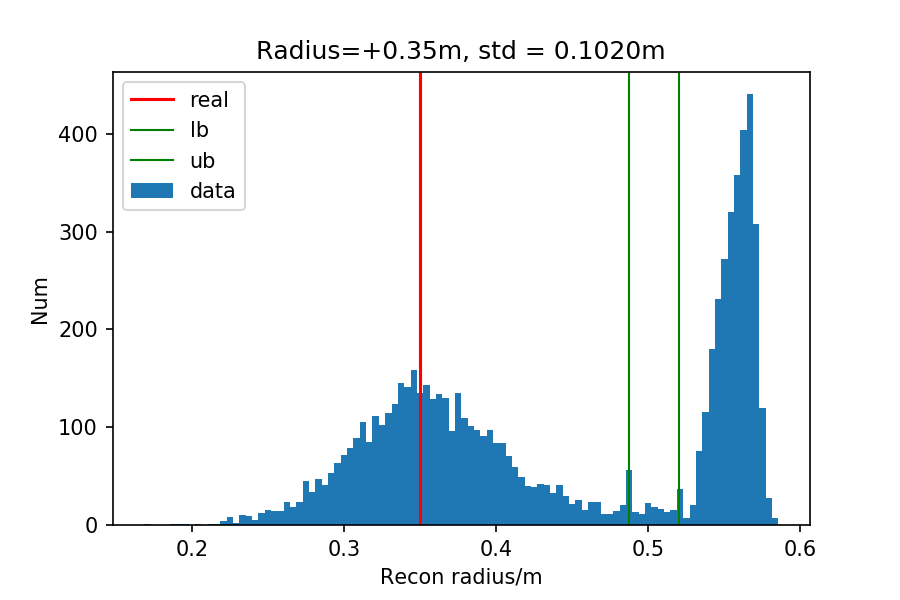 Radius=+0.35m, std = 0.1020m
real
lb
ub
data
400
300
200
100
0
Num
0.2 0.3 0.4 0.5 0.6
Recon radius/m